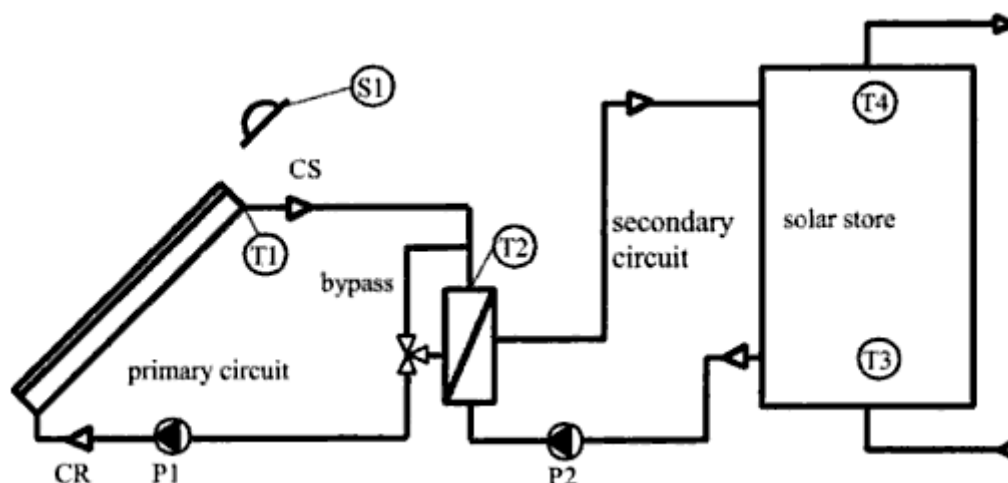 S1
T4
CS
T1
T2
bypass
secondary
circuit
solar store
primary circuit
T3
CR
P1
P2